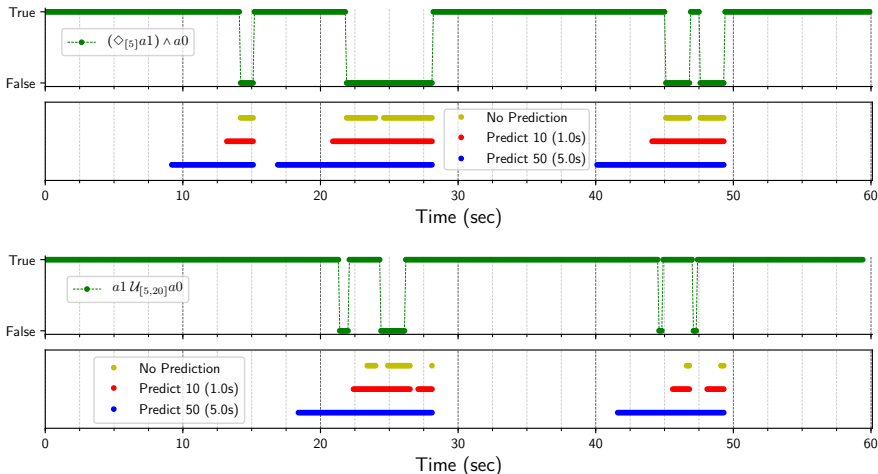 True
(◇[5]a1) ∧ a0
False
No Prediction
Predict 10 (1.0s)
Predict 50 (5.0s)
0 10 20 30 40 50 60
Time (sec)
True
a1 U[5,20]a0
False
No Prediction
Predict 10 (1.0s)
Predict 50 (5.0s)
0 10 20 30 40 50 60
Time (sec)